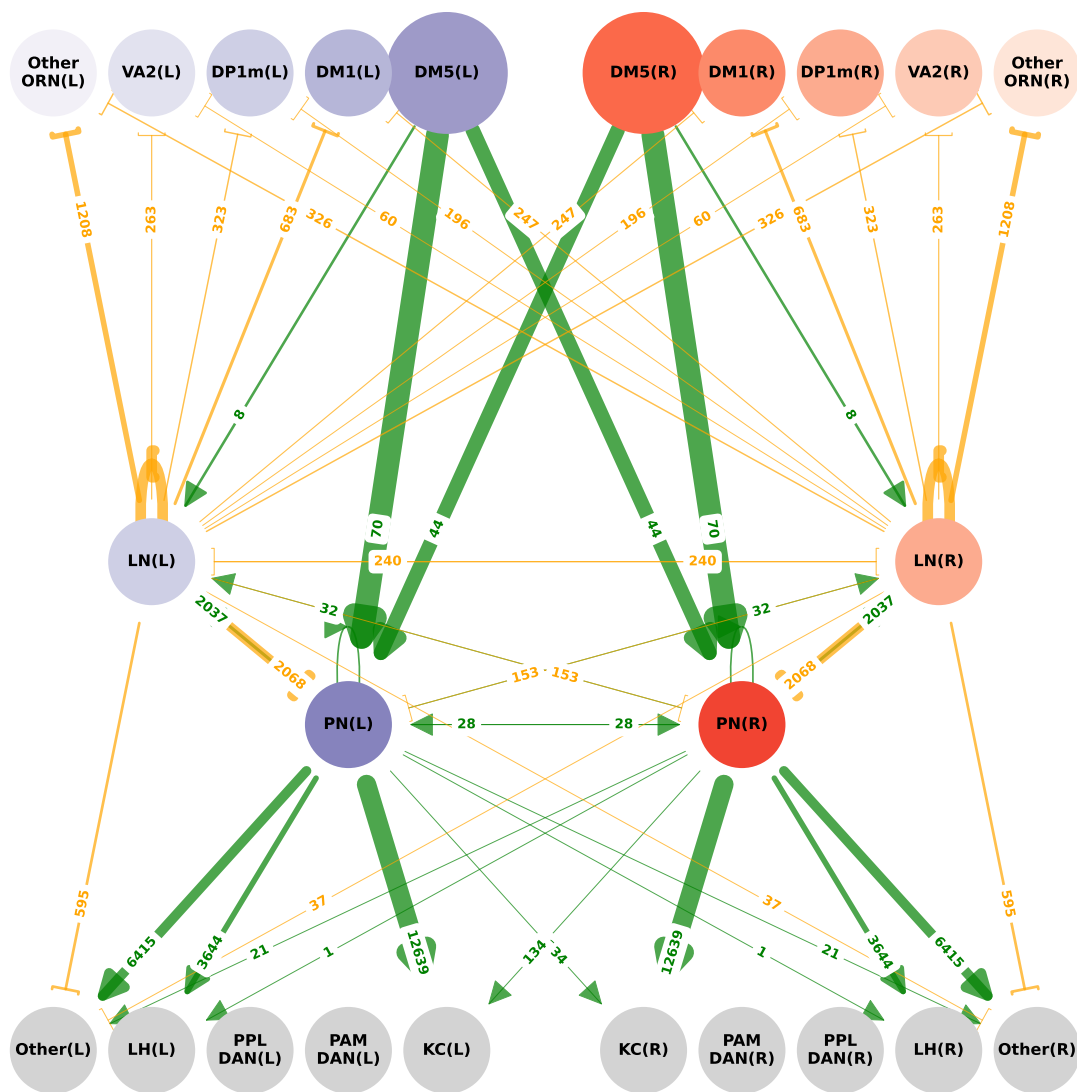 Other
ORN(L)
VA2(L)
DP1m(L)
DM1(L)
DM5(L)
DM5(R)
DM1(R)
DP1m(R)
VA2(R)
Other
ORN(R)
1208
263
323
683
326
60
196
247
247
196
60
326
683
323
263
1208
8
8
70
44
44
70
LN(L)
240
240
LN(R)
2037
32
32
2037
2068
153
153
2068
PN(L)
28
28
PN(R)
595
37
37
595
6415
3644
21
1
12639
134
34
12639
1
21
3644
6415
Other(L)
LH(L)
PPL
DAN(L)
PAM
DAN(L)
KC(L)
KC(R)
PAM
DAN(R)
PPL
DAN(R)
LH(R)
Other(R)